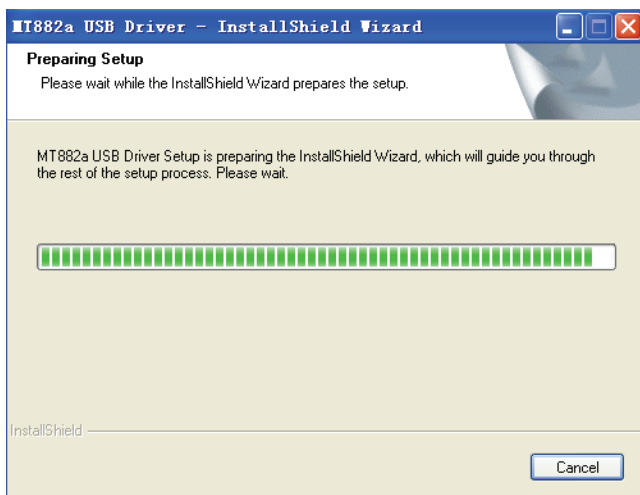 MT882a USB Driver - InstallShield Wizard
Preparing Setup
Please wait while the InstallShield Wizard prepares the setup.
MT882a USB Driver Setup is preparing the InstallShield Wizard, which will guide you through
the rest of the setup process. Please wait.
InstallShield
Cancel